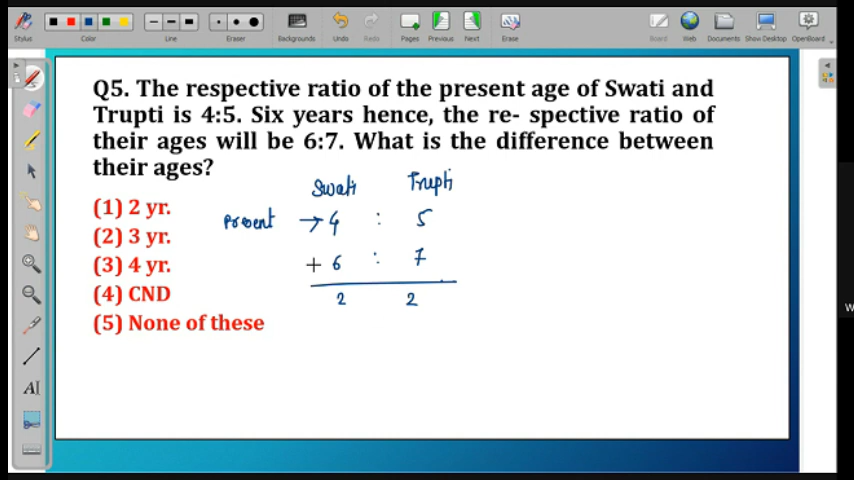 Stylus Color Line Eraser Backgrounds Undo Redo Pages Previous Next Erase Board Web Documents Show Desktop OpenBoard
Q5. The respective ratio of the present age of Swati and
Trupti is 4:5. Six years hence, the re- spective ratio of
their ages will be 6:7. What is the difference between
their ages?
Swati Trupti
(1) 2 yr.
Present → 4 : 5
(2) 3 yr.
(3) 4 yr.
+ 6 : 7
(4) CND
2 2
(5) None of these
AI
W